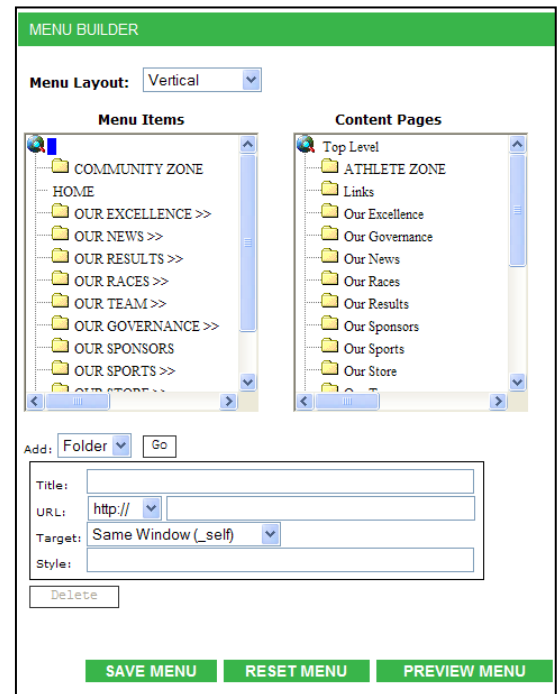 MENU BUILDER
Menu Layout: Vertical
Menu Items
COMMUNITY ZONE
HOME
OUR EXCELLENCE >>
OUR NEWS >>
OUR RESULTS >>
OUR RACES >>
OUR TEAM >>
OUR GOVERNANCE >>
OUR SPONSORS
OUR SPORTS >>
OUR STORE >>
Content Pages
Top Level
ATHLETE ZONE
Links
Our Excellence
Our Governance
Our News
Our Races
Our Results
Our Sponsors
Our Sports
Our Store
Add: Folder Go
Title:
URL: http://
Target: Same Window (_self)
Style:
Delete
SAVE MENU RESET MENU PREVIEW MENU